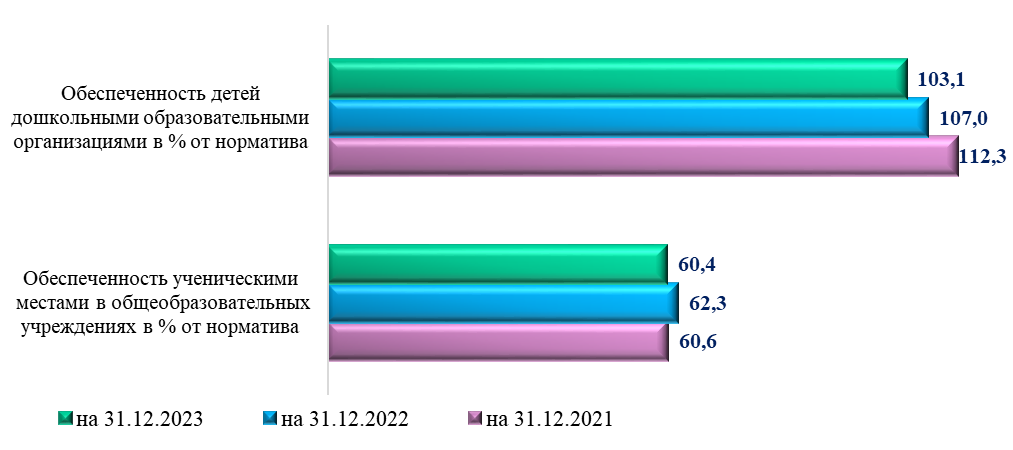 Обеспеченность детей
дошкольными образовательными
организациями в % от норматива
103,1
107,0
112,3
Обеспеченность ученическими
местами в общеобразовательных
учреждениях в % от норматива
60,4
62,3
60,6
на 31.12.2023 на 31.12.2022 на 31.12.2021